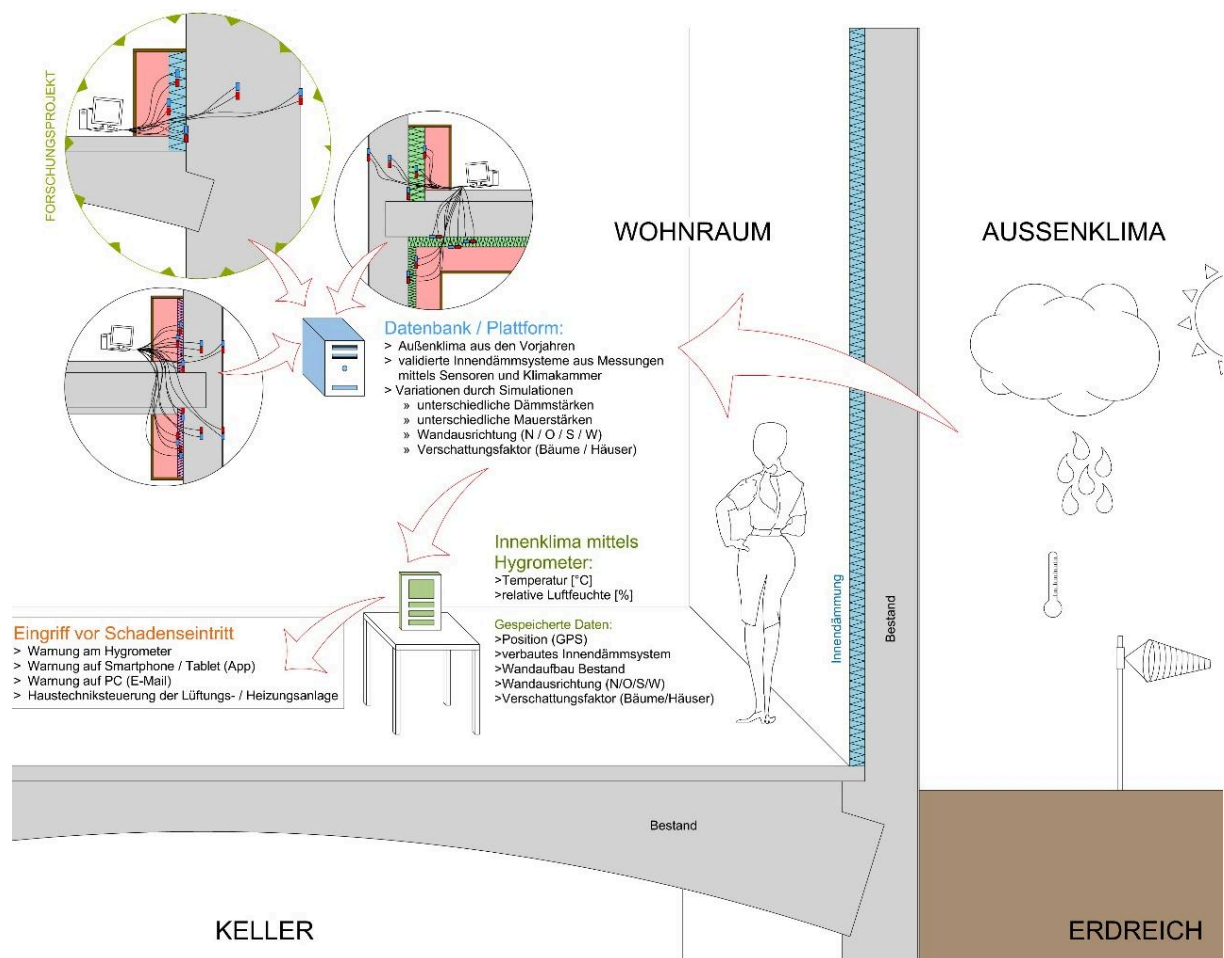 FORSCHUNGSPROJEKT
WOHNRAUM
AUSSENKLIMA
Datenbank / Plattform:
> Außenklima aus den Vorjahren
> validierte Innendämmsysteme aus Messungen
mittels Sensoren und Klimakammer
> Variationen durch Simulationen
» unterschiedliche Dämmstärken
» unterschiedliche Mauerstärken
» Wandausrichtung (N / O / S / W)
» Verschattungsfaktor (Bäume / Häuser)
Innenklima mittels
Hygrometer:
>Temperatur [°C]
>relative Luftfeuchte [%]
Gespeicherte Daten:
>Position (GPS)
>verbautes Innendämmsystem
>Wandaufbau Bestand
>Wandausrichtung (N/O/S/W)
>Verschattungsfaktor (Bäume/Häuser)
Eingriff vor Schadenseintritt
> Warnung am Hygrometer
> Warnung auf Smartphone / Tablet (App)
> Warnung auf PC (E-Mail)
> Haustechniksteuerung der Lüftungs- / Heizungsanlage
Innendämmung
Bestand
Bestand
KELLER
ERDREICH